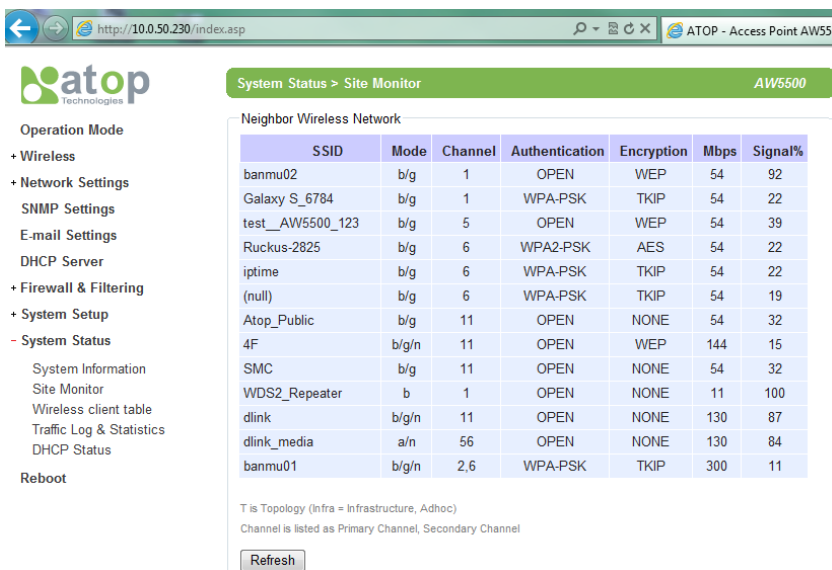 http://10.0.50.230/index.asp
ATOP - Access Point AW55
atop
Technologies
System Status > Site Monitor AW5500
Operation Mode
+ Wireless
+ Network Settings
SNMP Settings
E-mail Settings
DHCP Server
+ Firewall & Filtering
+ System Setup
- System Status
System Information
Site Monitor
Wireless client table
Traffic Log & Statistics
DHCP Status
Reboot
Neighbor Wireless Network
SSID Mode Channel Authentication Encryption Mbps Signal%
banmu02 b/g 1 OPEN WEP 54 92
Galaxy S_6784 b/g 1 WPA-PSK TKIP 54 22
test__AW5500_123 b/g 5 OPEN WEP 54 39
Ruckus-2825 b/g 6 WPA2-PSK AES 54 22
iptime b/g 6 WPA-PSK TKIP 54 22
(null) b/g 6 WPA-PSK TKIP 54 19
Atop_Public b/g 11 OPEN NONE 54 32
4F b/g/n 11 OPEN WEP 144 15
SMC b/g 11 OPEN NONE 54 32
WDS2_Repeater b 1 OPEN NONE 11 100
dlink b/g/n 11 OPEN NONE 130 87
dlink_media a/n 56 OPEN NONE 130 84
banmu01 b/g/n 2,6 WPA-PSK TKIP 300 11
T is Topology (Infra = Infrastructure, Adhoc)
Channel is listed as Primary Channel, Secondary Channel
Refresh